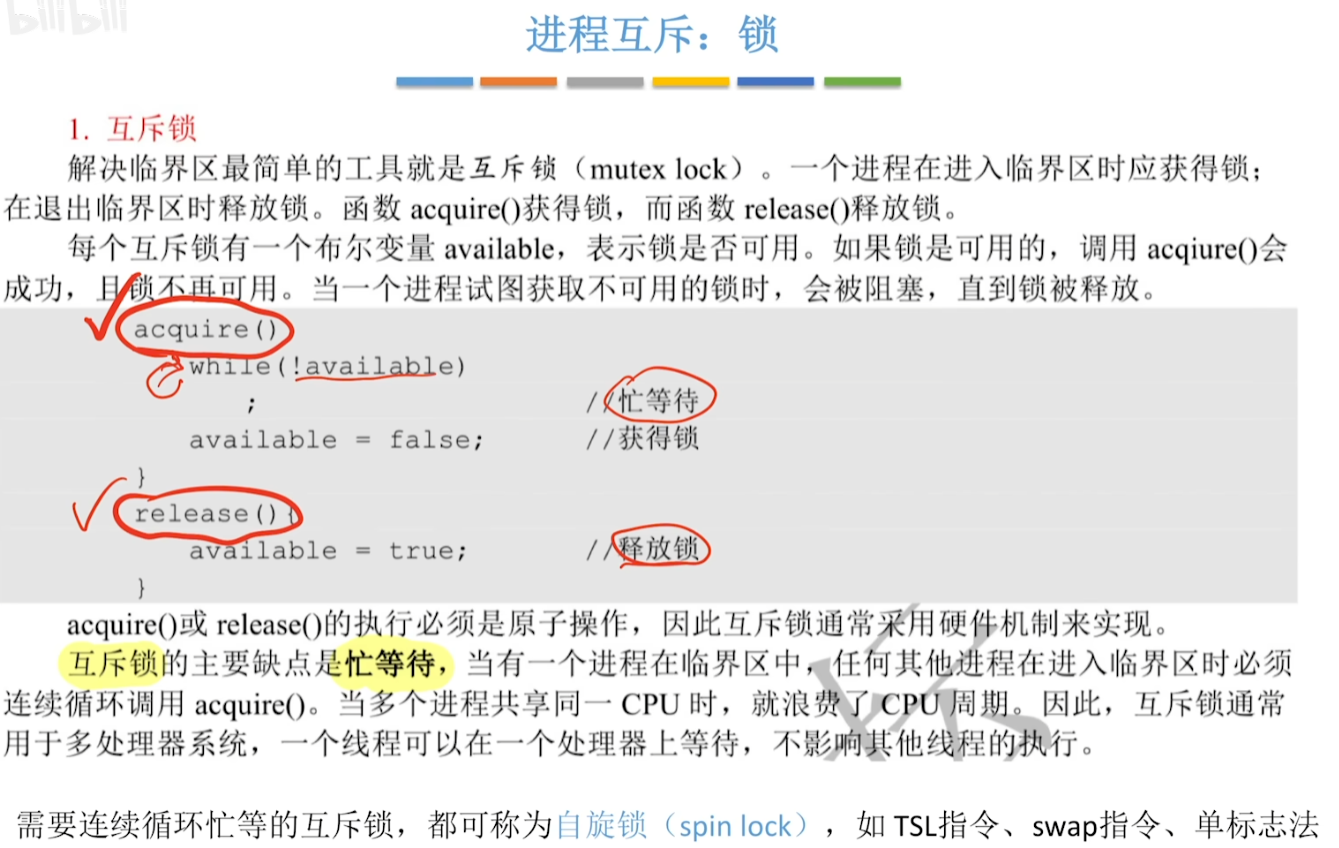 bilibili
进程互斥：锁
1. 互斥锁
解决临界区最简单的工具就是互斥锁（mutex lock）。一个进程在进入临界区时应获得锁；
在退出临界区时释放锁。函数 acquire()获得锁，而函数 release()释放锁。
每个互斥锁有一个布尔变量 available，表示锁是否可用。如果锁是可用的，调用 acqiure()会
成功，且锁不再可用。当一个进程试图获取不可用的锁时，会被阻塞，直到锁被释放。
acquire()
while(!available)
; //忙等待
available = false; //获得锁
}
release(){
available = true; //释放锁
}
acquire()或 release()的执行必须是原子操作，因此互斥锁通常采用硬件机制来实现。
互斥锁的主要缺点是忙等待，当有一个进程在临界区中，任何其他进程在进入临界区时必须
连续循环调用 acquire()。当多个进程共享同一 CPU 时，就浪费了 CPU 周期。因此，互斥锁通常
用于多处理器系统，一个线程可以在一个处理器上等待，不影响其他线程的执行。
需要连续循环忙等的互斥锁，都可称为自旋锁（spin lock），如 TSL指令、swap指令、单标志法